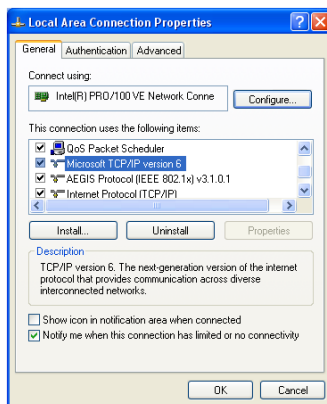 Local Area Connection Properties
General Authentication Advanced
Connect using:
Intel(R) PRO/100 VE Network Conne
Configure...
This connection uses the following items:
QoS Packet Scheduler
Microsoft TCP/IP version 6
AEGIS Protocol (IEEE 802.1x) v3.1.0.1
Internet Protocol (TCP/IP)
Install... Uninstall Properties
Description
TCP/IP version 6. The next-generation version of the internet
protocol that provides communication across diverse
interconnected networks.
Show icon in notification area when connected
Notify me when this connection has limited or no connectivity
OK Cancel